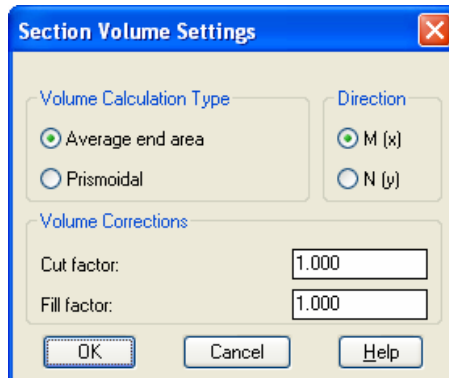 Section Volume Settings
Volume Calculation Type
Direction
Average end area
M (x)
Prismoidal
N (y)
Volume Corrections
Cut factor: 1.000
Fill factor: 1.000
OK Cancel Help